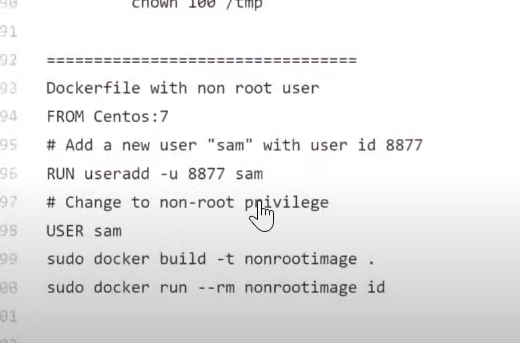 90 chown 100 /tmp
91
92 =================================
93 Dockerfile with non root user
94 FROM Centos:7
95 # Add a new user "sam" with user id 8877
96 RUN useradd -u 8877 sam
97 # Change to non-root privilege
98 USER sam
99 sudo docker build -t nonrootimage .
00 sudo docker run --rm nonrootimage id
01